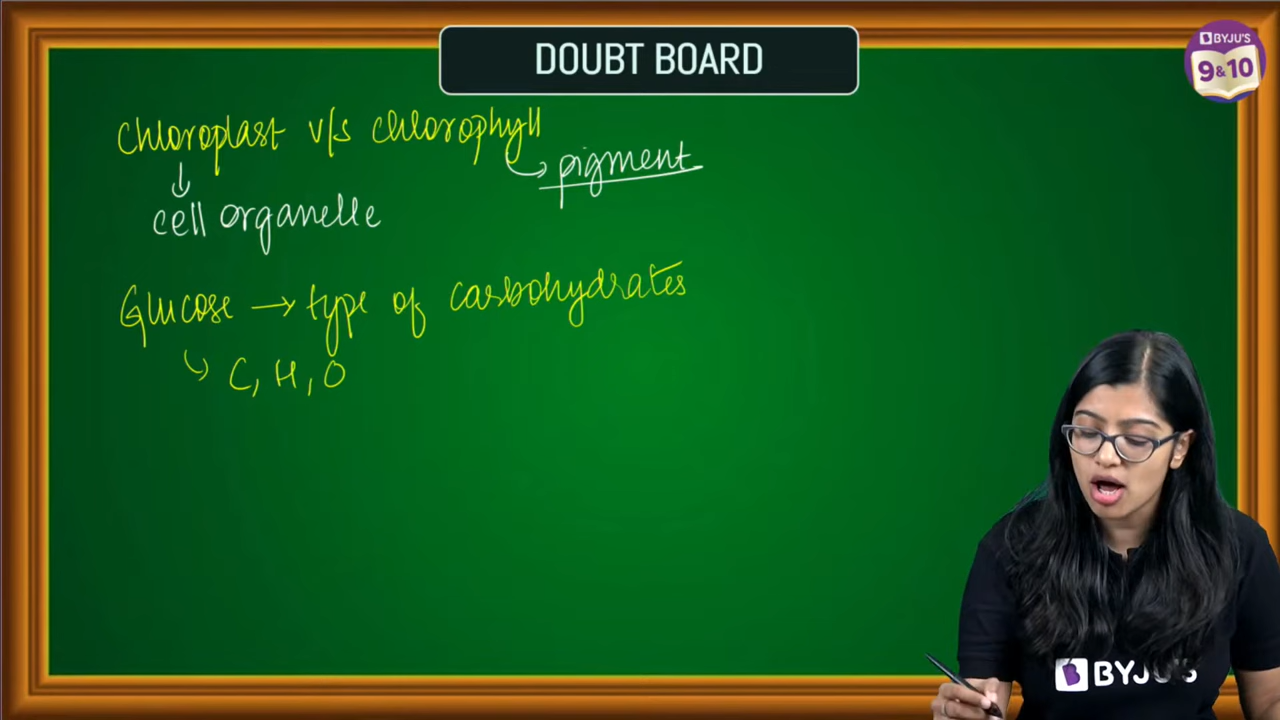 DOUBT BOARD
BYJU'S
9&10
chloroplast v/s chlorophyll
pigment
cell organelle
Glucose → type of carbohydrates
C, H, O
BYJU'S